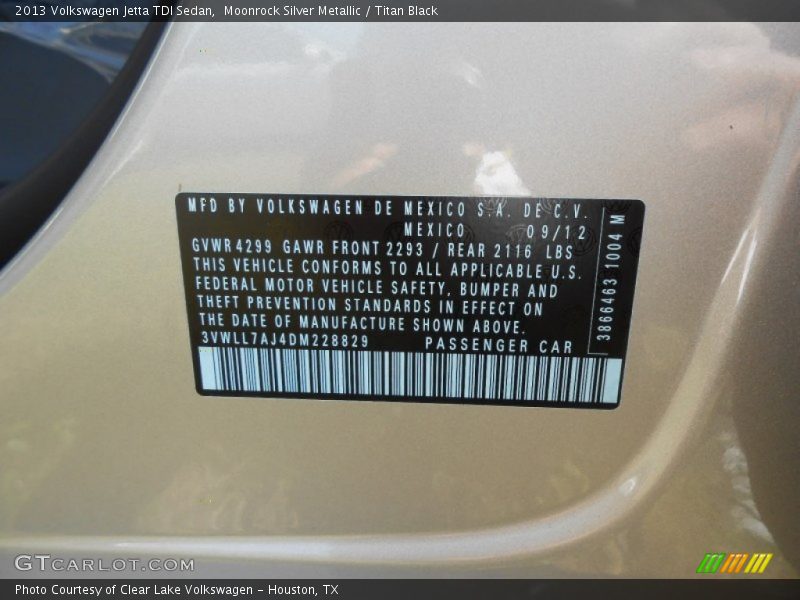 2013 Volkswagen Jetta TDI Sedan,  Moonrock Silver Metallic / Titan Black
MFD BY VOLKSWAGEN DE MEXICO S.A. DE C.V.
MEXICO 09/12
GVWR 4299 GAWR FRONT 2293 / REAR 2116 LBS
THIS VEHICLE CONFORMS TO ALL APPLICABLE U.S.
FEDERAL MOTOR VEHICLE SAFETY, BUMPER AND
THEFT PREVENTION STANDARDS IN EFFECT ON
THE DATE OF MANUFACTURE SHOWN ABOVE.
3VWLL7AJ4DM228829 PASSENGER CAR
3866463 1004 M
GTCARLOT.COM
Photo Courtesy of Clear Lake Volkswagen - Houston, TX